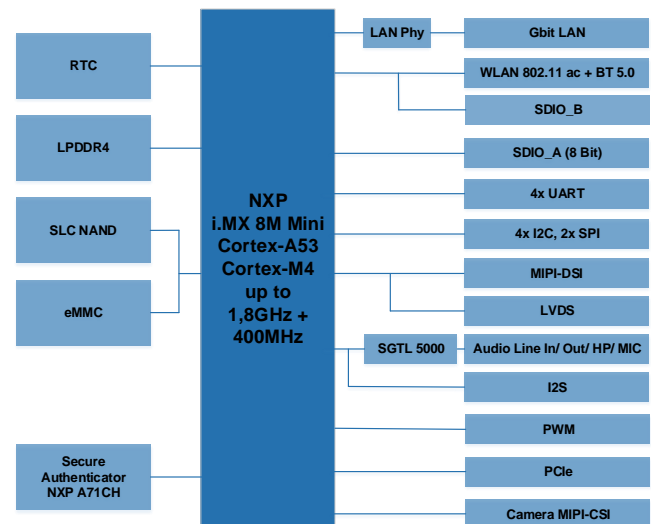 RTC
LPDDR4
SLC NAND
eMMC
Secure
Authenticator
NXP A71CH
NXP
i.MX 8M Mini
Cortex-A53
Cortex-M4
up to
1,8GHz +
400MHz
LAN Phy
Gbit LAN
WLAN 802.11 ac + BT 5.0
SDIO_B
SDIO_A (8 Bit)
4x UART
4x I2C, 2x SPI
MIPI-DSI
LVDS
SGTL 5000
Audio Line In/ Out/ HP/ MIC
I2S
PWM
PCIe
Camera MIPI-CSI